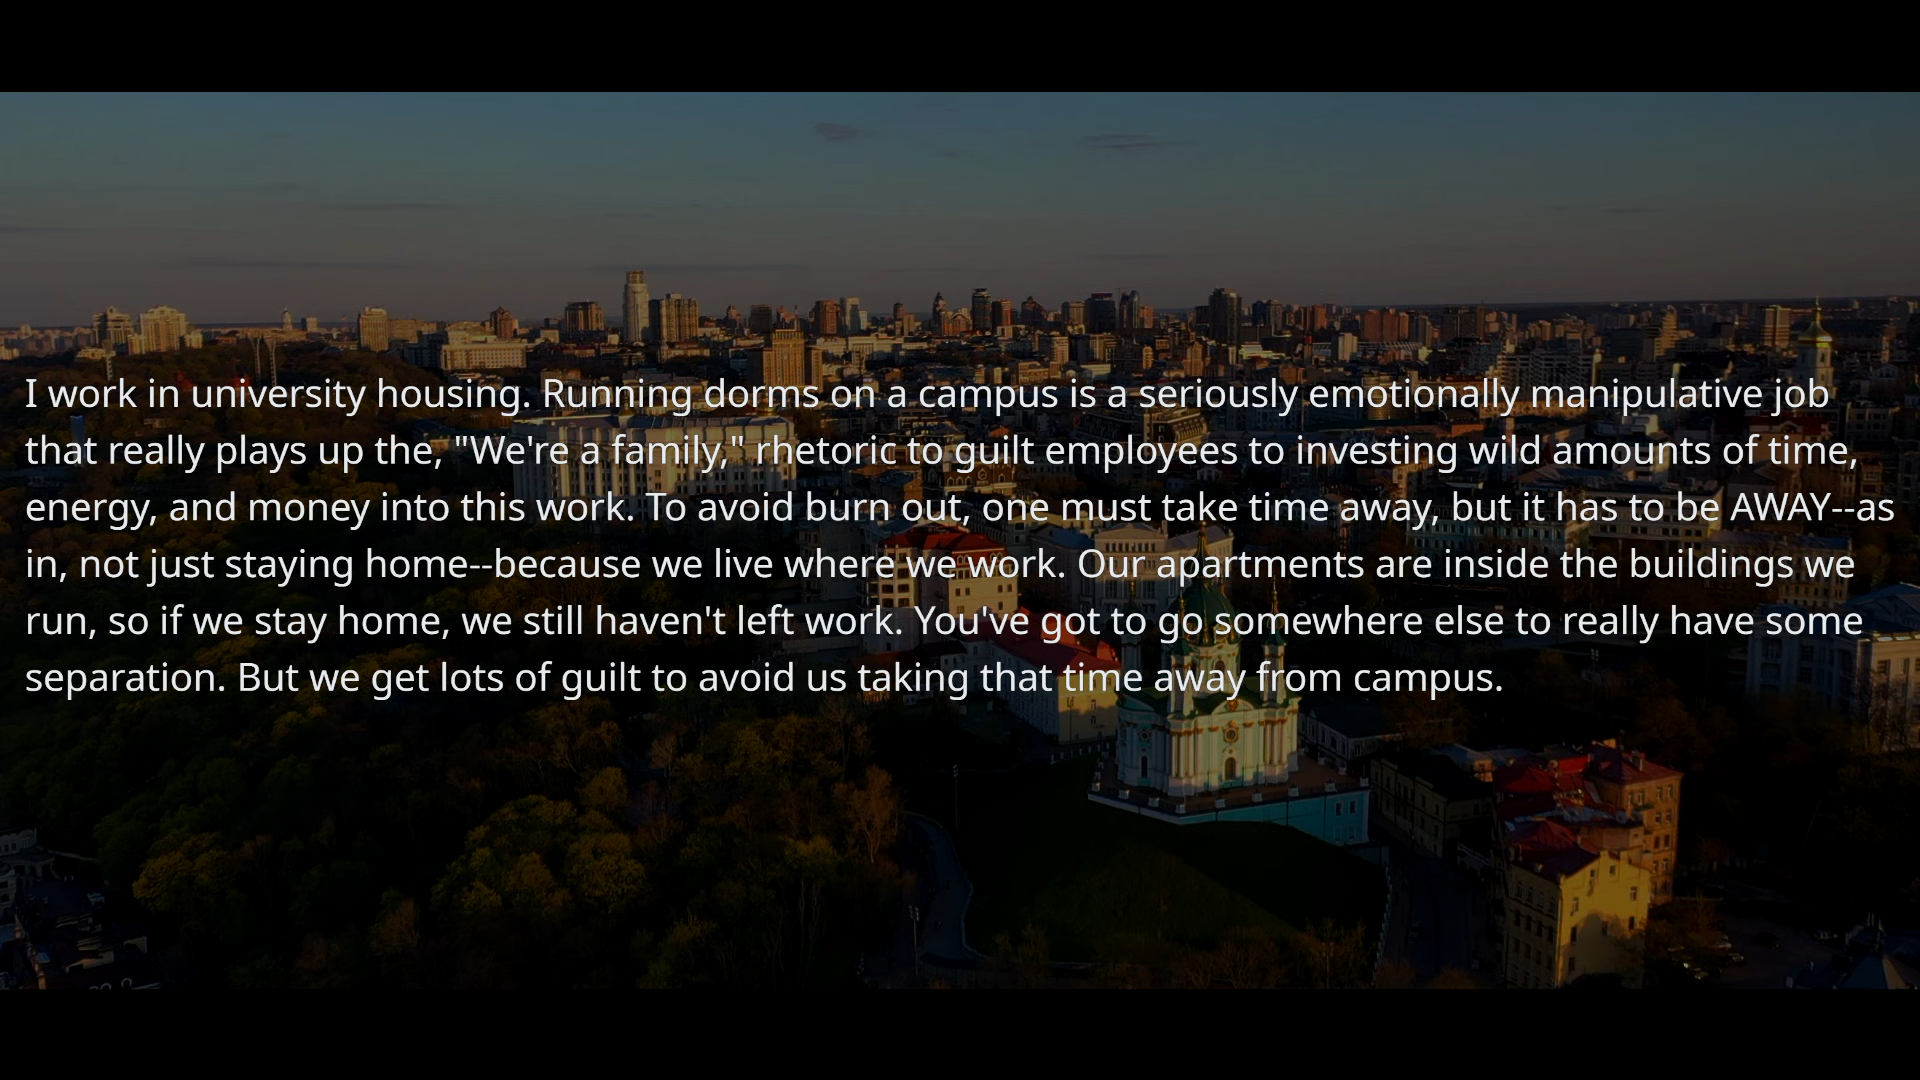 I work in university housing. Running dorms on a campus is a seriously emotionally manipulative job
that really plays up the, "We're a family," rhetoric to guilt employees to investing wild amounts of time,
energy, and money into this work. To avoid burn out, one must take time away, but it has to be AWAY--as
in, not just staying home--because we live where we work. Our apartments are inside the buildings we
run, so if we stay home, we still haven't left work. You've got to go somewhere else to really have some
separation. But we get lots of guilt to avoid us taking that time away from campus.